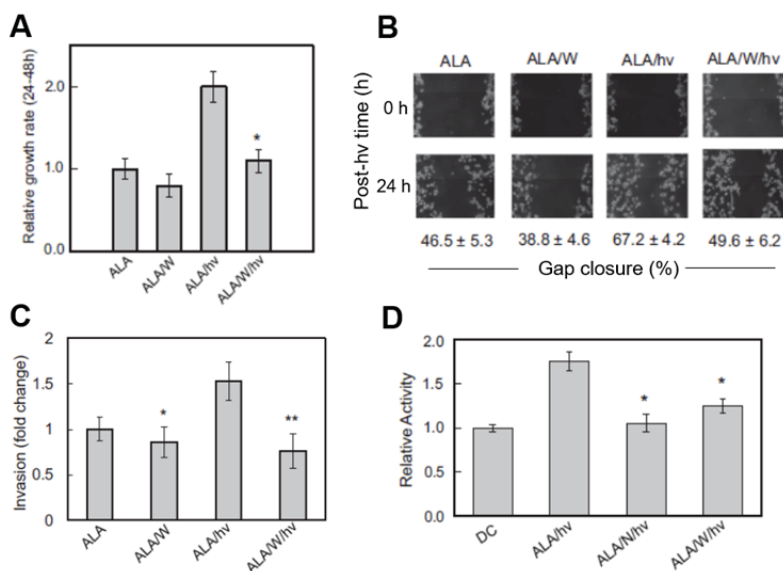 A
Relative growth rate (24-48h)
2.0
1.0
0.0
*
ALA
ALA/W
ALA/hv
ALA/W/hv
B
ALA
ALA/W
ALA/hv
ALA/W/hv
Post-hv time (h)
0 h
24 h
46.5 ± 5.3
38.8 ± 4.6
67.2 ± 4.2
49.6 ± 6.2
Gap closure (%)
C
Invasion (fold change)
2
1.5
1
0.5
0
*
**
ALA
ALA/W
ALA/hv
ALA/W/hv
D
Relative Activity
2.0
1.5
1.0
0.5
0.0
*
*
DC
ALA/hv
ALA/N/hv
ALA/W/hv